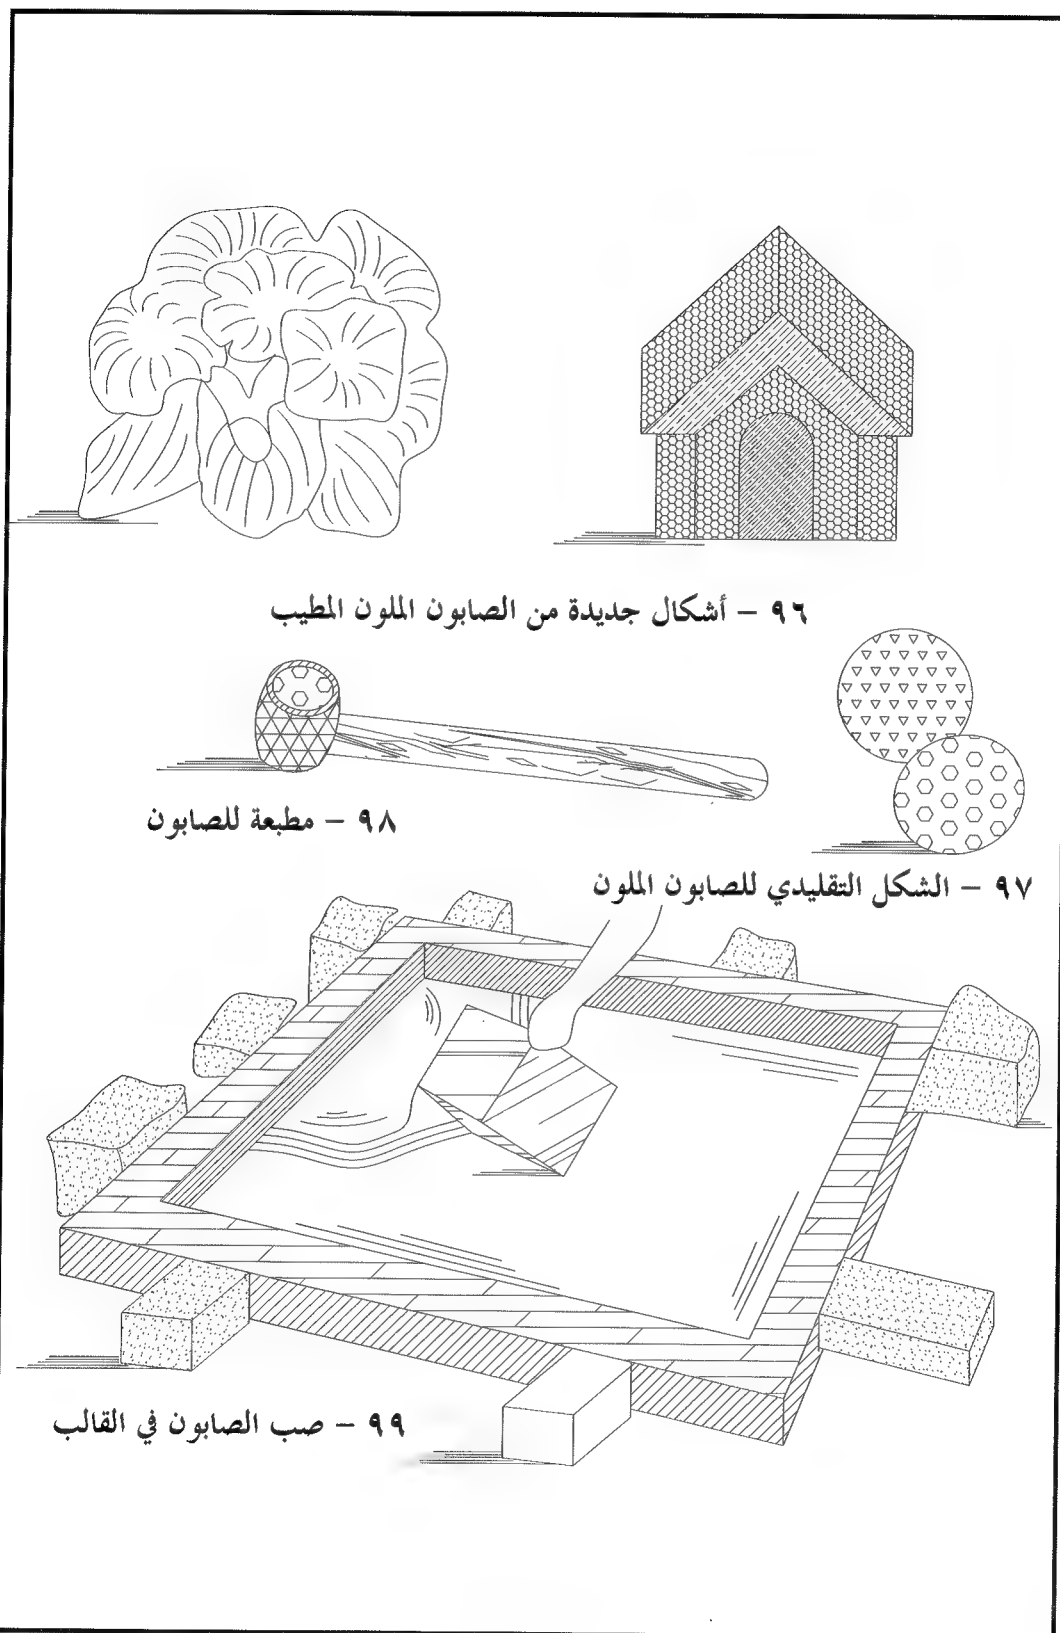 ٩٦ – أشكال جديدة من الصابون الملون المطيب
٩٨ – مطبعة للصابون
٩٧ – الشكل التقليدي للصابون الملون
٩٩ – صب الصابون في القالب